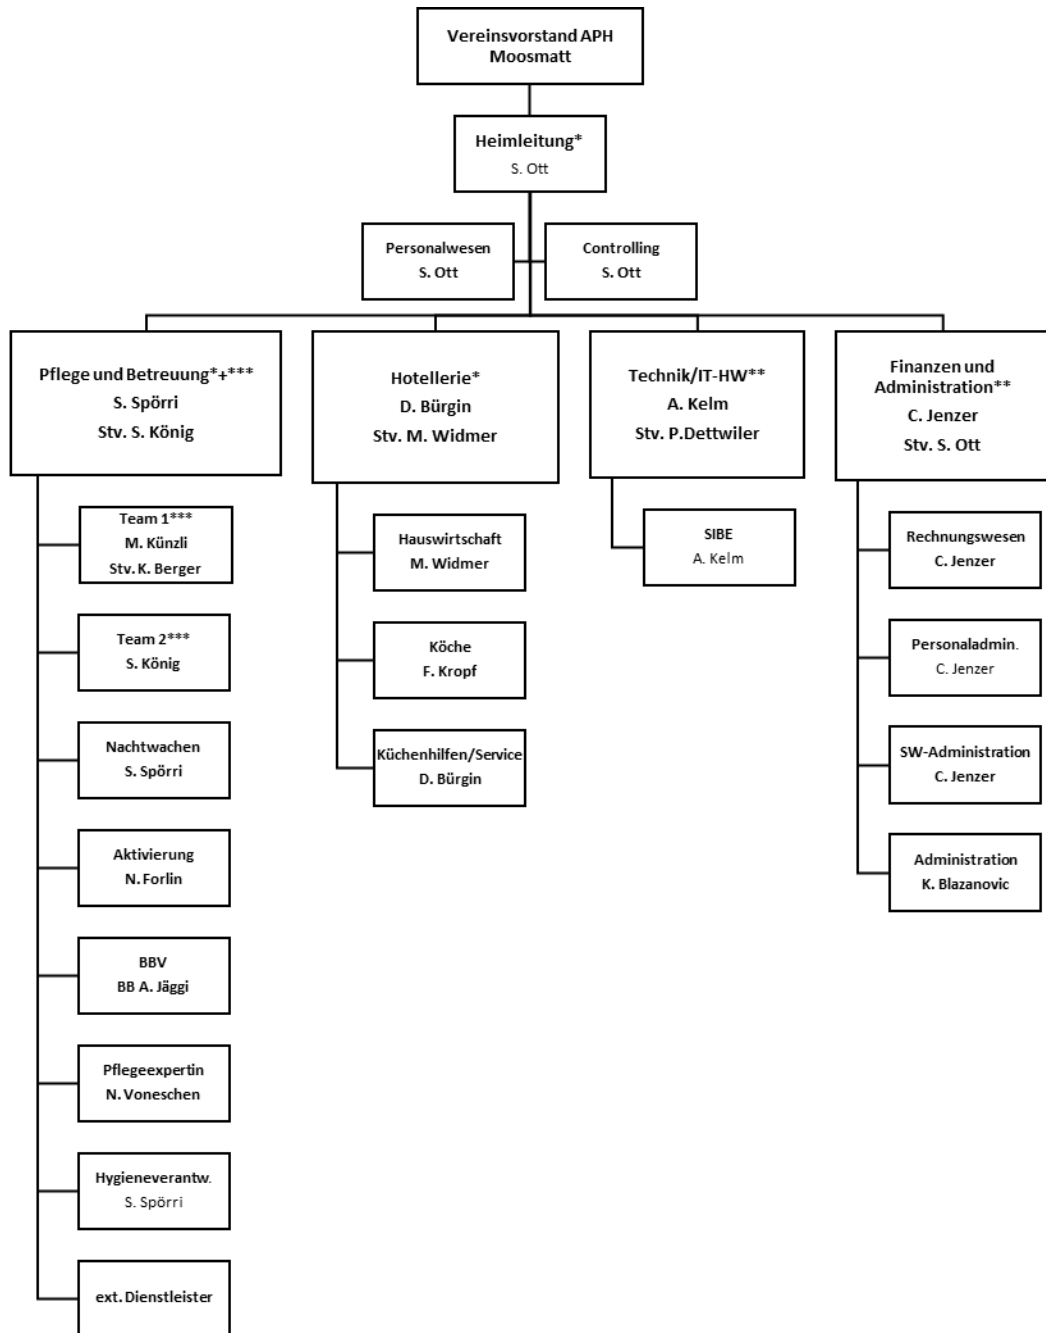 Vereinsvorstand APH
Moosmatt
Heimleitung*
S. Ott
Personalwesen
S. Ott
Controlling
S. Ott
Pflege und Betreuung*+***
S. Spörri
Stv. S. König
Hotellerie*
D. Bürgin
Stv. M. Widmer
Technik/IT-HW**
A. Kelm
Stv. P.Dettwiler
Finanzen und
Administration**
C. Jenzer
Stv. S. Ott
Team 1***
M. Künzli
Stv. K. Berger
Team 2***
S. König
Nachtwachen
S. Spörri
Aktivierung
N. Forlin
BBV
BB A. Jäggi
Pflegeexpertin
N. Voneschen
Hygieneverantw.
S. Spörri
ext. Dienstleister
Hauswirtschaft
M. Widmer
Köche
F. Kropf
Küchenhilfen/Service
D. Bürgin
SIBE
A. Kelm
Rechnungswesen
C. Jenzer
Personaladmin.
C. Jenzer
SW-Administration
C. Jenzer
Administration
K. Blazanovic